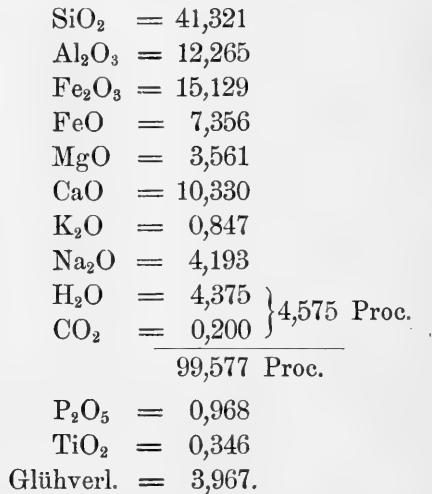 SiO₂ = 41,321
Al₂O₃ = 12,265
Fe₂O₃ = 15,129
FeO = 7,356
MgO = 3,561
CaO = 10,330
K₂O = 0,847
Na₂O = 4,193
H₂O = 4,375 } 4,575 Proc.
CO₂ = 0,200
99,577 Proc.
P₂O₅ = 0,968
TiO₂ = 0,346
Glühverl. = 3,967.